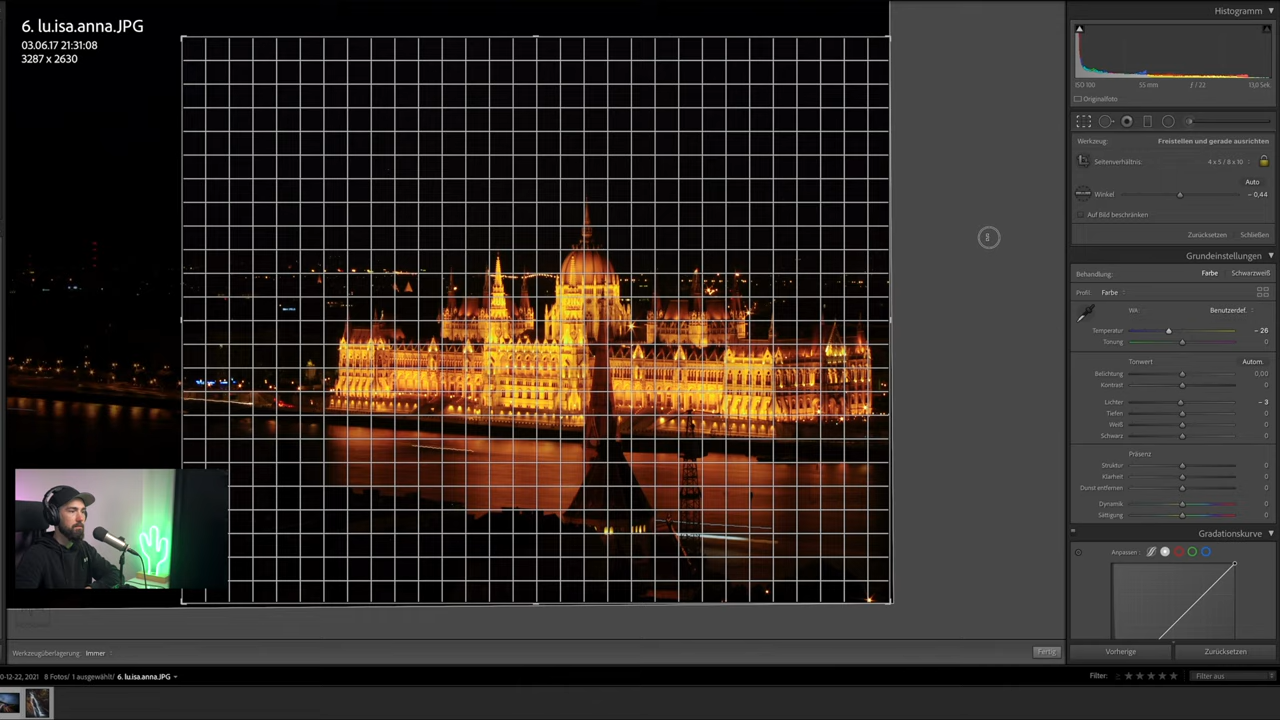 6. lu.isa.anna.JPG
03.06.17 21:31:08
3287 x 2630
Histogramm
ISO 100 55 mm ƒ / 22 13,0 Sek.
Originalfoto
Werkzeug: Freistellen und gerade ausrichten
Seitenverhältnis: 4 x 5 / 8 x 10
Auto
Winkel – 0,44
Auf Bild beschränken
Zurücksetzen Schließen
Grundeinstellungen
Behandlung: Farbe Schwarzweiß
Profil Farbe
WA: Benutzerdef.
Temperatur – 26
Tonung 0
Tonwert Autom.
Belichtung 0,00
Kontrast 0
Lichter – 3
Tiefen 0
Weiß 0
Schwarz 0
Präsenz
Struktur 0
Klarheit 0
Dunst entfernen 0
Dynamik 0
Sättigung 0
Gradationskurve
Anpassen :
Werkzeugüberlagerung: Immer
Fertig
Vorherige Zurücksetzen
0-12-22, 2021 8 Fotos/ 1 ausgewählt/ 6. lu.isa.anna.JPG
Filter: Filter aus